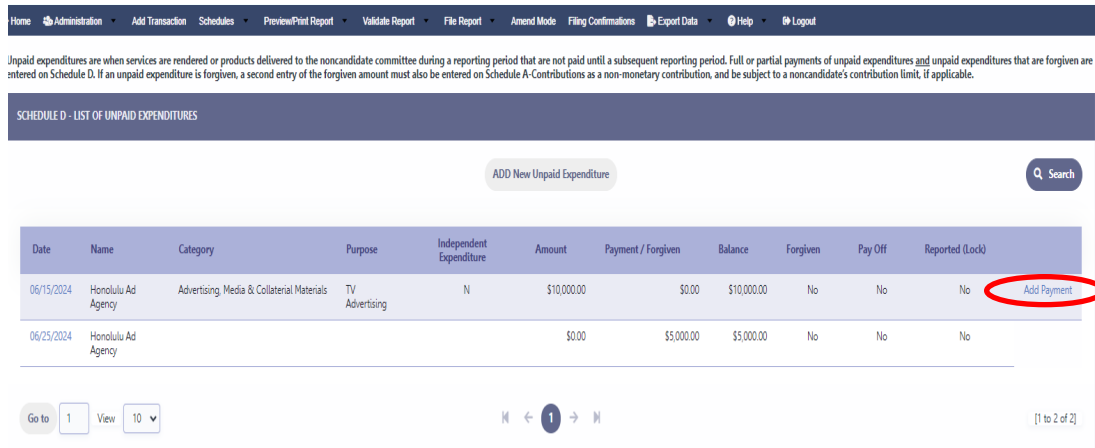 Home Administration Add Transaction Schedules Preview/Print Report Validate Report File Report Amend Mode Filing Confirmations Export Data Help Logout
Unpaid expenditures are when services are rendered or products delivered to the noncandidate committee during a reporting period that are not paid until a subsequent reporting period. Full or partial payments of unpaid expenditures and unpaid expenditures that are forgiven are
entered on Schedule D. If an unpaid expenditure is forgiven, a second entry of the forgiven amount must also be entered on Schedule A-Contributions as a non-monetary contribution, and be subject to a noncandidate's contribution limit, if applicable.
SCHEDULE D - LIST OF UNPAID EXPENDITURES
ADD New Unpaid Expenditure
Search
Date Name Category Purpose Independent Expenditure Amount Payment / Forgiven Balance Forgiven Pay Off Reported (Lock)
06/15/2024 Honolulu Ad Agency Advertising, Media & Collaterial Materials TV Advertising N $10,000.00 $0.00 $10,000.00 No No No Add Payment
06/25/2024 Honolulu Ad Agency $0.00 $5,000.00 $5,000.00 No No No
Go to 1 View 10 1 [1 to 2 of 2]